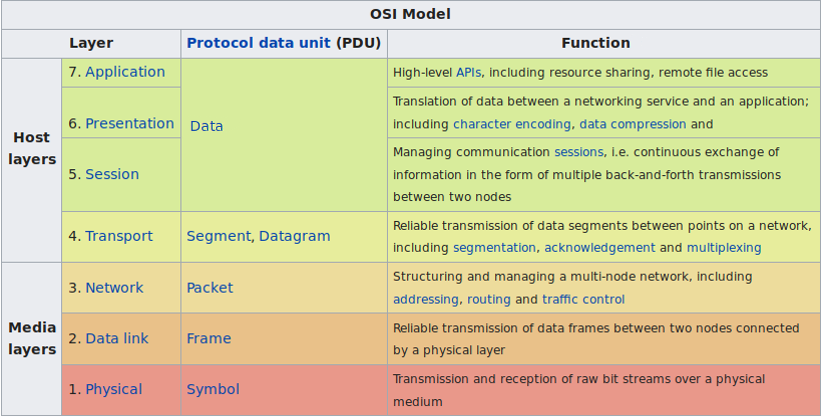 OSI Model
Layer Protocol data unit (PDU) Function
Host
layers
7. Application
Data
High-level APIs, including resource sharing, remote file access
6. Presentation
Translation of data between a networking service and an application;
including character encoding, data compression and
5. Session
Managing communication sessions, i.e. continuous exchange of
information in the form of multiple back-and-forth transmissions
between two nodes
4. Transport
Segment, Datagram
Reliable transmission of data segments between points on a network,
including segmentation, acknowledgement and multiplexing
Media
layers
3. Network
Packet
Structuring and managing a multi-node network, including
addressing, routing and traffic control
2. Data link
Frame
Reliable transmission of data frames between two nodes connected
by a physical layer
1. Physical
Symbol
Transmission and reception of raw bit streams over a physical
medium